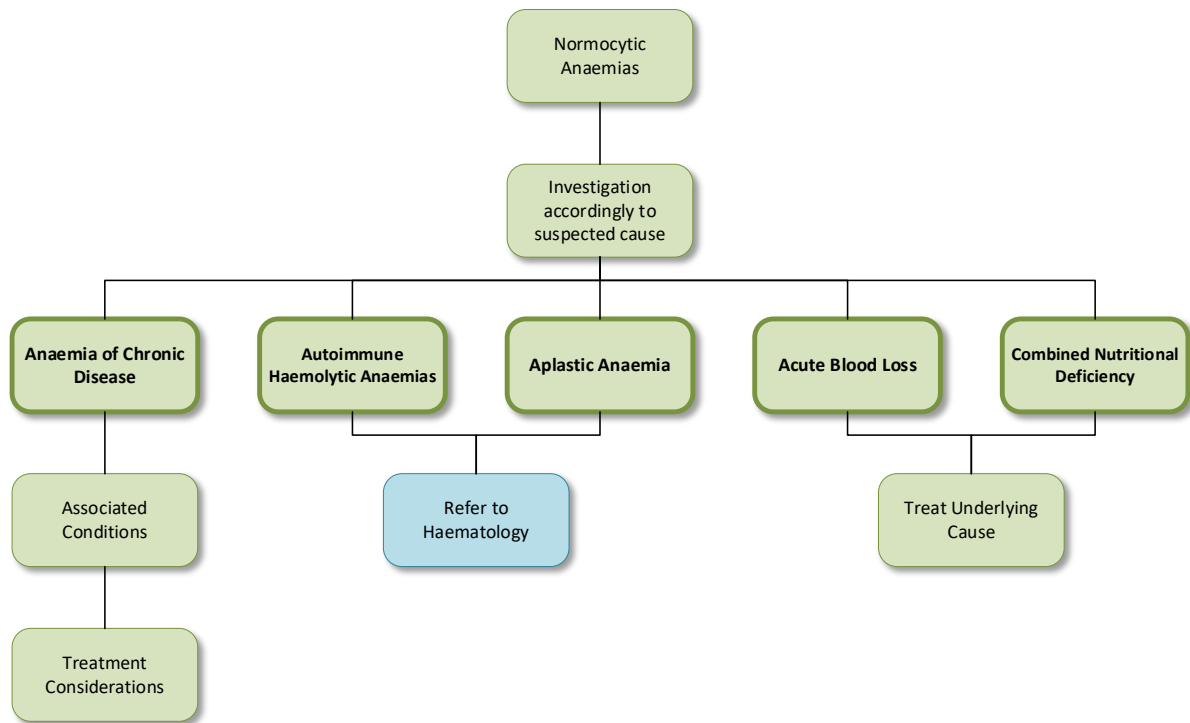 Normocytic
Anaemias
Investigation
accordingly to
suspected cause
Anaemia of Chronic
Disease
Autoimmune
Haemolytic Anaemias
Aplastic Anaemia
Acute Blood Loss
Combined Nutritional
Deficiency
Associated
Conditions
Refer to
Haematology
Treat Underlying
Cause
Treatment
Considerations